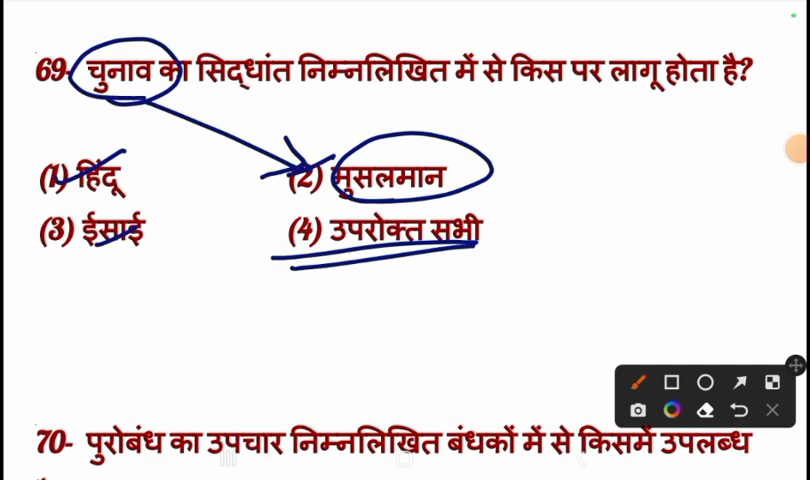 69- चुनाव का सिद्धांत निम्नलिखित में से किस पर लागू होता है?
(1) हिंदू (2) मुसलमान
(3) ईसाई (4) उपरोक्त सभी
70- पुरोबंध का उपचार निम्नलिखित बंधकों में से किसमें उपलब्ध